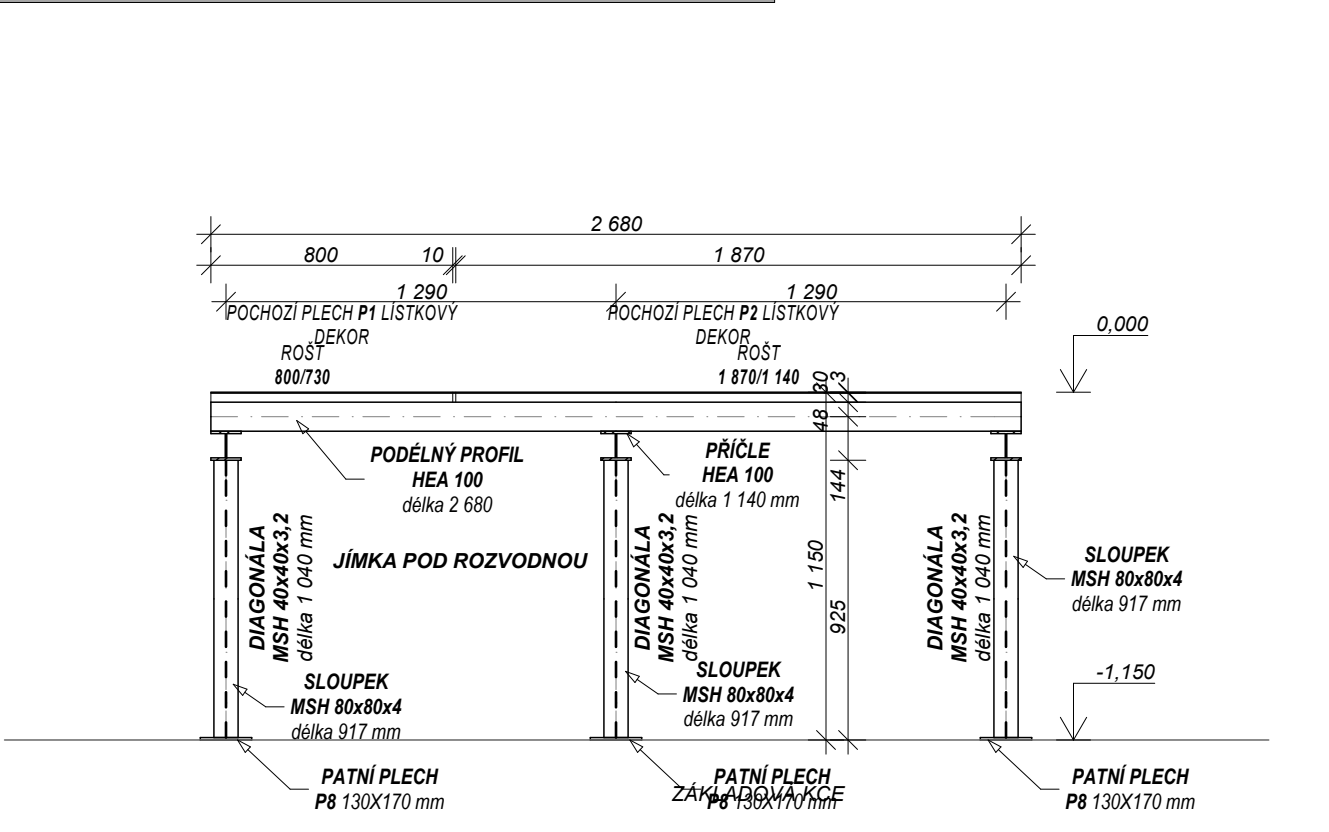 2 680
800
10
1 870
1 290
1 290
POCHOZÍ PLECH P1 LÍSTKOVÝ
DEKOR
ROŠT
800/730
POCHOZÍ PLECH P2 LÍSTKOVÝ
DEKOR
ROŠT
1 870/1 140
0,000
30
3
48
144
1 150
925
PODÉLNÝ PROFIL
HEA 100
délka 2 680
PŘÍČLE
HEA 100
délka 1 140 mm
DIAGONÁLA
MSH 40x40x3,2
délka 1 040 mm
JÍMKA POD ROZVODNOU
DIAGONÁLA
MSH 40x40x3,2
délka 1 040 mm
DIAGONÁLA
MSH 40x40x3,2
délka 1 040 mm
SLOUPEK
MSH 80x80x4
délka 917 mm
SLOUPEK
MSH 80x80x4
délka 917 mm
SLOUPEK
MSH 80x80x4
délka 917 mm
-1,150
PATNÍ PLECH
P8 130X170 mm
PATNÍ PLECH
P8 130X170 mm
ZÁKLADOVÁ KCE
PATNÍ PLECH
P8 130X170 mm